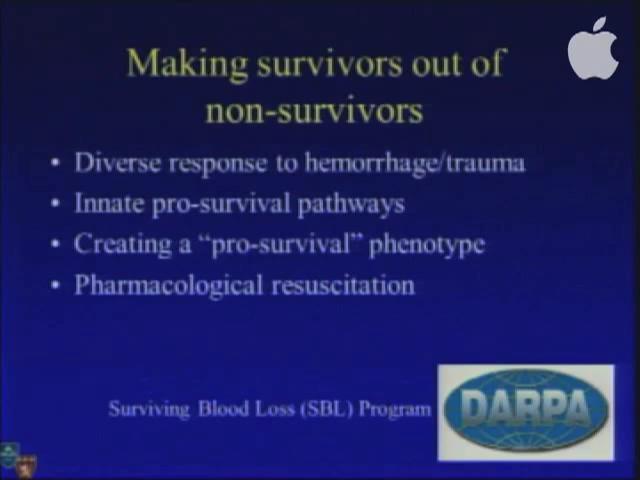 Making survivors out of
non-survivors
• Diverse response to hemorrhage/trauma
• Innate pro-survival pathways
• Creating a “pro-survival” phenotype
• Pharmacological resuscitation
Surviving Blood Loss (SBL) Program
DARPA